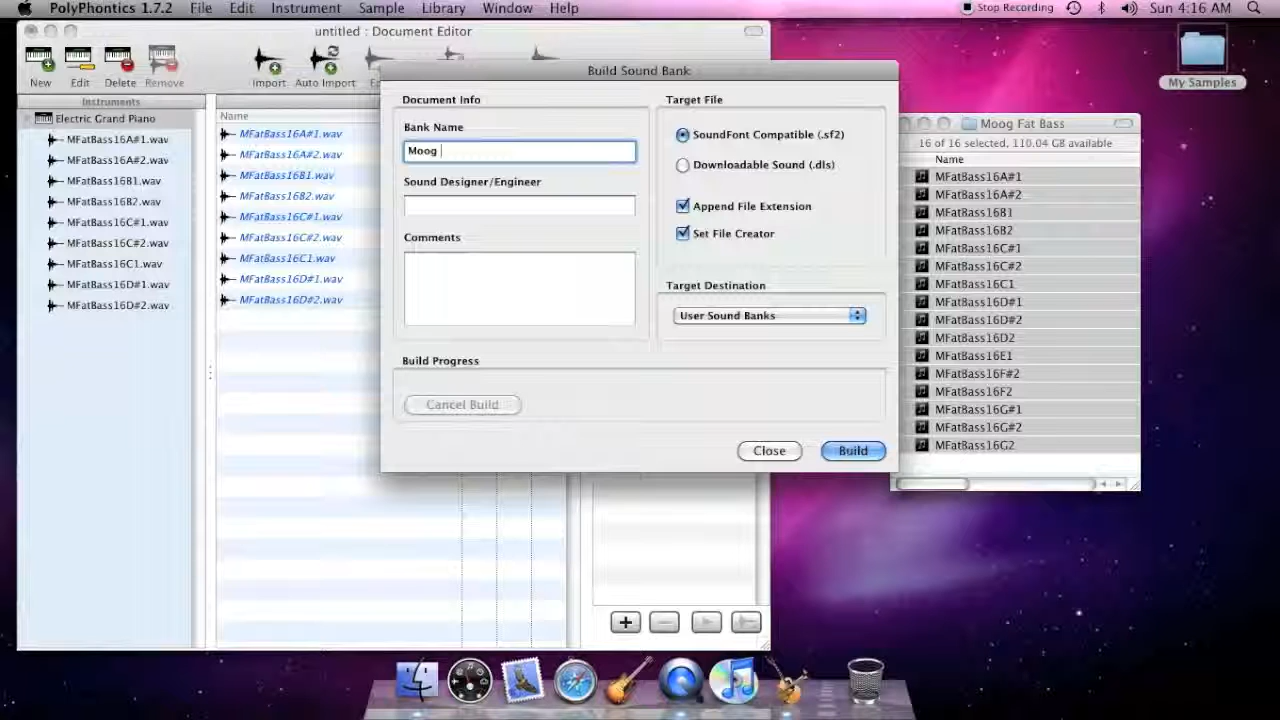 PolyPhontics 1.7.2 File Edit Instrument Sample Library Window Help Stop Recording Sun 4:16 AM
untitled : Document Editor
New Edit Delete Remove Import Auto Import
Instruments
Electric Grand Piano
MFatBass16A#1.wav
MFatBass16A#2.wav
MFatBass16B1.wav
MFatBass16B2.wav
MFatBass16C#1.wav
MFatBass16C#2.wav
MFatBass16C1.wav
MFatBass16D#1.wav
MFatBass16D#2.wav
Name
MFatBass16A#1.wav
MFatBass16A#2.wav
MFatBass16B1.wav
MFatBass16B2.wav
MFatBass16C#1.wav
MFatBass16C#2.wav
MFatBass16C1.wav
MFatBass16D#1.wav
MFatBass16D#2.wav
Build Sound Bank
Document Info
Bank Name
Moog
Sound Designer/Engineer
Comments
Target File
SoundFont Compatible (.sf2)
Downloadable Sound (.dls)
Append File Extension
Set File Creator
Target Destination
User Sound Banks
Build Progress
Cancel Build
Close Build
My Samples
Moog Fat Bass
16 of 16 selected, 110.04 GB available
Name
MFatBass16A#1
MFatBass16A#2
MFatBass16B1
MFatBass16B2
MFatBass16C#1
MFatBass16C#2
MFatBass16C1
MFatBass16D#1
MFatBass16D#2
MFatBass16D2
MFatBass16E1
MFatBass16F#2
MFatBass16F2
MFatBass16G#1
MFatBass16G#2
MFatBass16G2